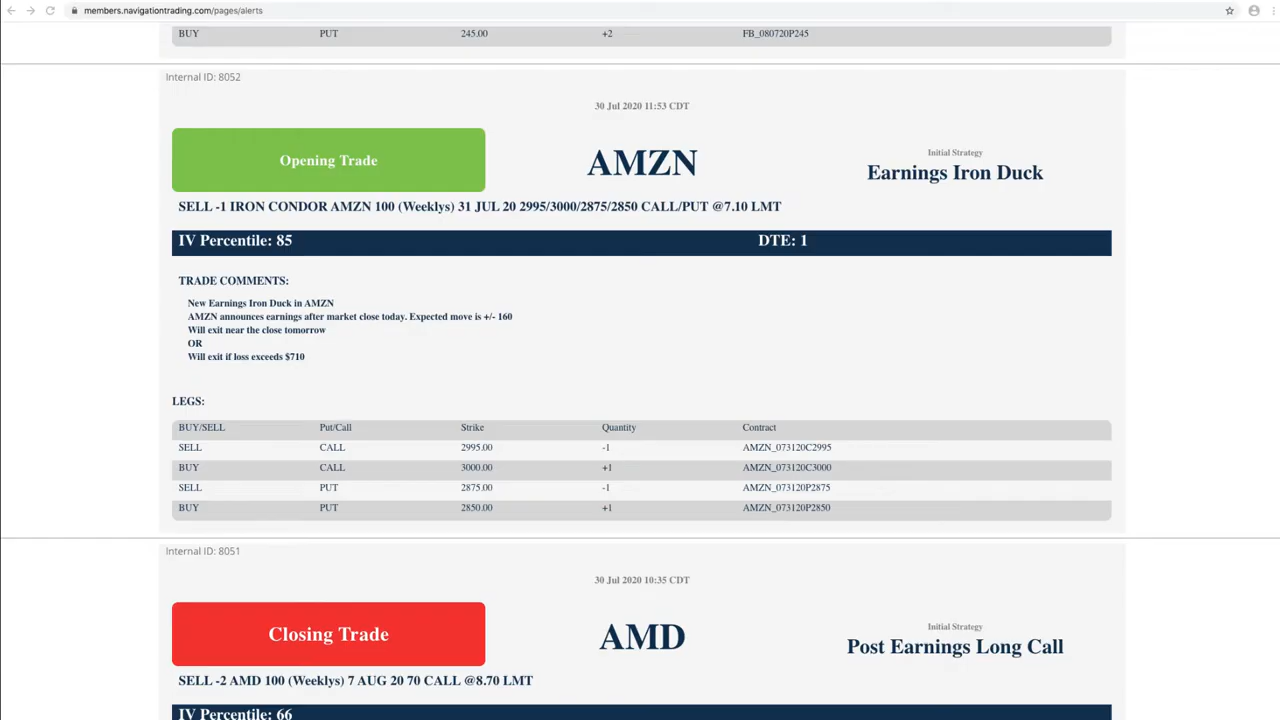 members.navigationtrading.com/pages/alerts
BUY PUT 245.00 +2 FB_080720P245
Internal ID: 8052
30 Jul 2020 11:53 CDT
Opening Trade
AMZN
Initial Strategy
Earnings Iron Duck
SELL -1 IRON CONDOR AMZN 100 (Weeklys) 31 JUL 20 2995/3000/2875/2850 CALL/PUT @7.10 LMT
IV Percentile: 85 DTE: 1
TRADE COMMENTS:
New Earnings Iron Duck in AMZN
AMZN announces earnings after market close today. Expected move is +/- 160
Will exit near the close tomorrow
OR
Will exit if loss exceeds $710
LEGS:
BUY/SELL Put/Call Strike Quantity Contract
SELL CALL 2995.00 -1 AMZN_073120C2995
BUY CALL 3000.00 +1 AMZN_073120C3000
SELL PUT 2875.00 -1 AMZN_073120P2875
BUY PUT 2850.00 +1 AMZN_073120P2850
Internal ID: 8051
30 Jul 2020 10:35 CDT
Closing Trade
AMD
Initial Strategy
Post Earnings Long Call
SELL -2 AMD 100 (Weeklys) 7 AUG 20 70 CALL @8.70 LMT
IV Percentile: 66